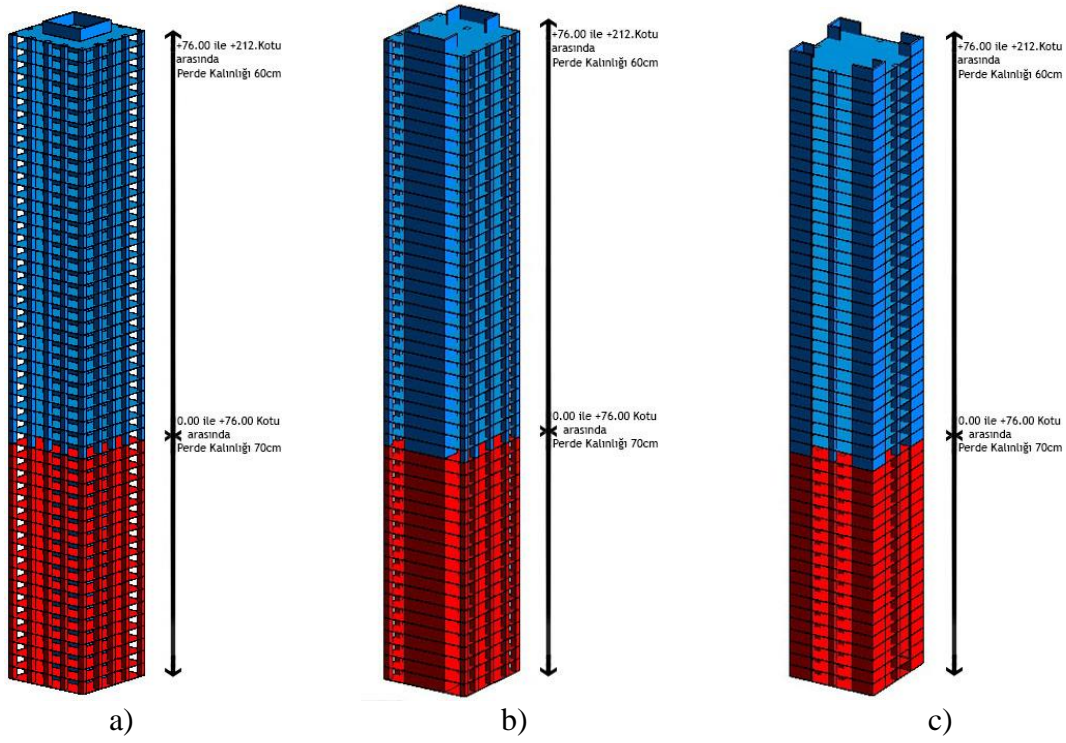 +76.00 ile +212.Kotu
arasında
Perde Kalınlığı 60cm
0.00 ile +76.00 Kotu
arasında
Perde Kalınlığı 70cm
a)
+76.00 ile +212.Kotu
arasında
Perde Kalınlığı 60cm
0.00 ile +76.00 Kotu
arasında
Perde Kalınlığı 70cm
b)
+76.00 ile +212.Kotu
arasında
Perde Kalınlığı 60cm
0.00 ile +76.00 Kotu
arasında
Perde Kalınlığı 70cm
c)